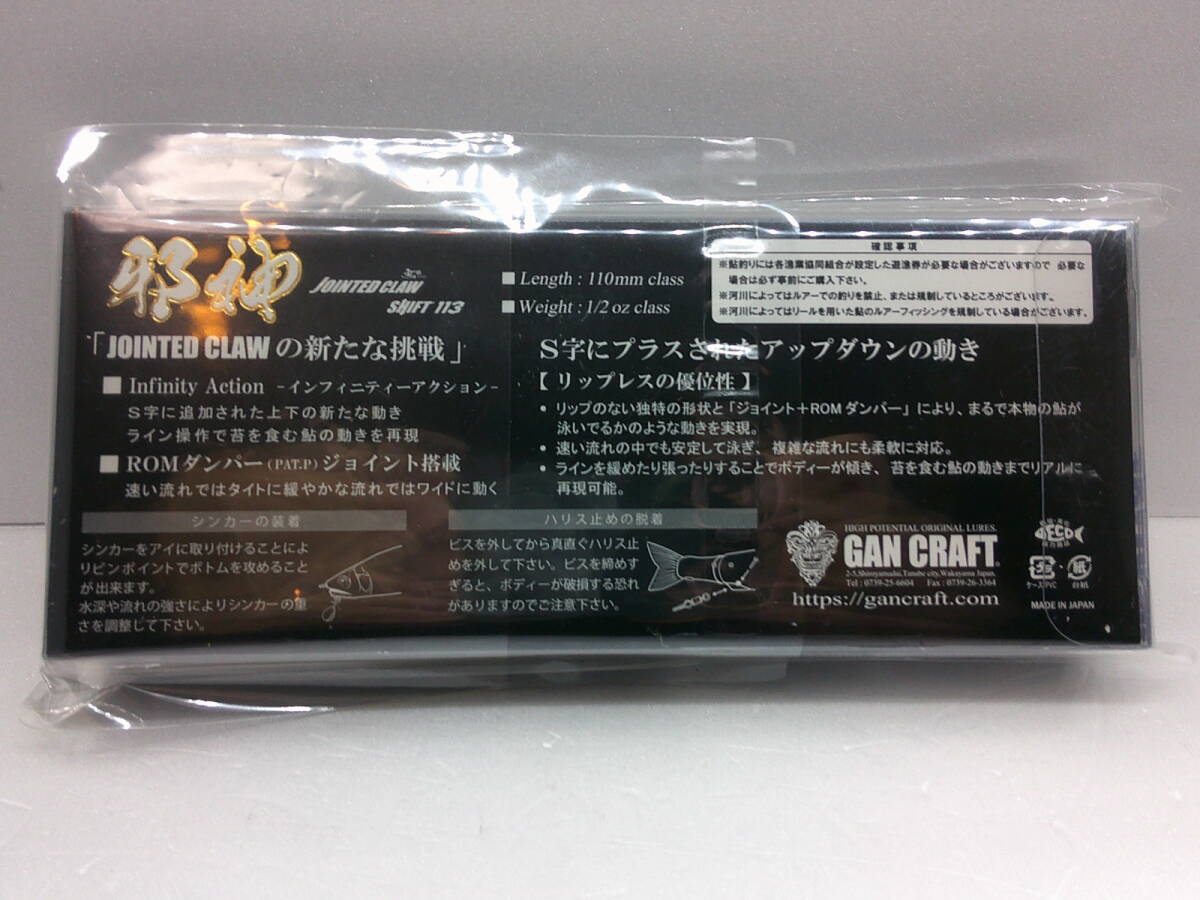 邪神
JOINTED CLAW
SHIFT 113
■ Length : 110mm class
■ Weight : 1/2 oz class
確認事項
※鮎釣りには各漁業協同組合が設定した遊漁券が必要な場合がございますので 必要な
場合は必ず事前にご購入下さい。
※河川によってはルアーでの釣りを禁止、または規制しているところがございます。
※河川によってはリールを用いた鮎のルアーフィッシングを規制している場合がございます。
「JOINTED CLAWの新たな挑戦」
■ Infinity Action -インフィニティーアクション-
S字に追加された上下の新たな動き
ライン操作で苔を食む鮎の動きを再現
■ ROMダンパー(PAT.P)ジョイント搭載
速い流れではタイトに緩やかな流れではワイドに動く
S字にプラスされたアップダウンの動き
【 リップレスの優位性 】
• リップのない独特の形状と「ジョイント+ROMダンパー」により、まるで本物の鮎が
泳いでるかのような動きを実現。
• 速い流れの中でも安定して泳ぎ、複雑な流れにも柔軟に対応。
• ラインを緩めたり張ったりすることでボディーが傾き、苔を食む鮎の動きまでリアルに
再現可能。
シンカーの装着
シンカーをアイに取り付けることによ
りピンポイントでボトムを攻めること
が出来ます。
水深や流れの強さによりシンカーの重
さを調整して下さい。
ハリス止めの脱着
ビスを外してから真直ぐハリス止
めを外して下さい。ビスを締めす
ぎると、ボディーが破損する恐れ
がありますのでご注意下さい。
HIGH POTENTIAL ORIGINAL LURES.
GAN CRAFT.
2-5,Shinyamashi,Tanabe city,Wakayama,Japan.
Tel : 0739-25-6604 Fax : 0739-26-3364
https://gancraft.com
ECO
プラ
ケース/PVC
紙
台紙
MADE IN JAPAN